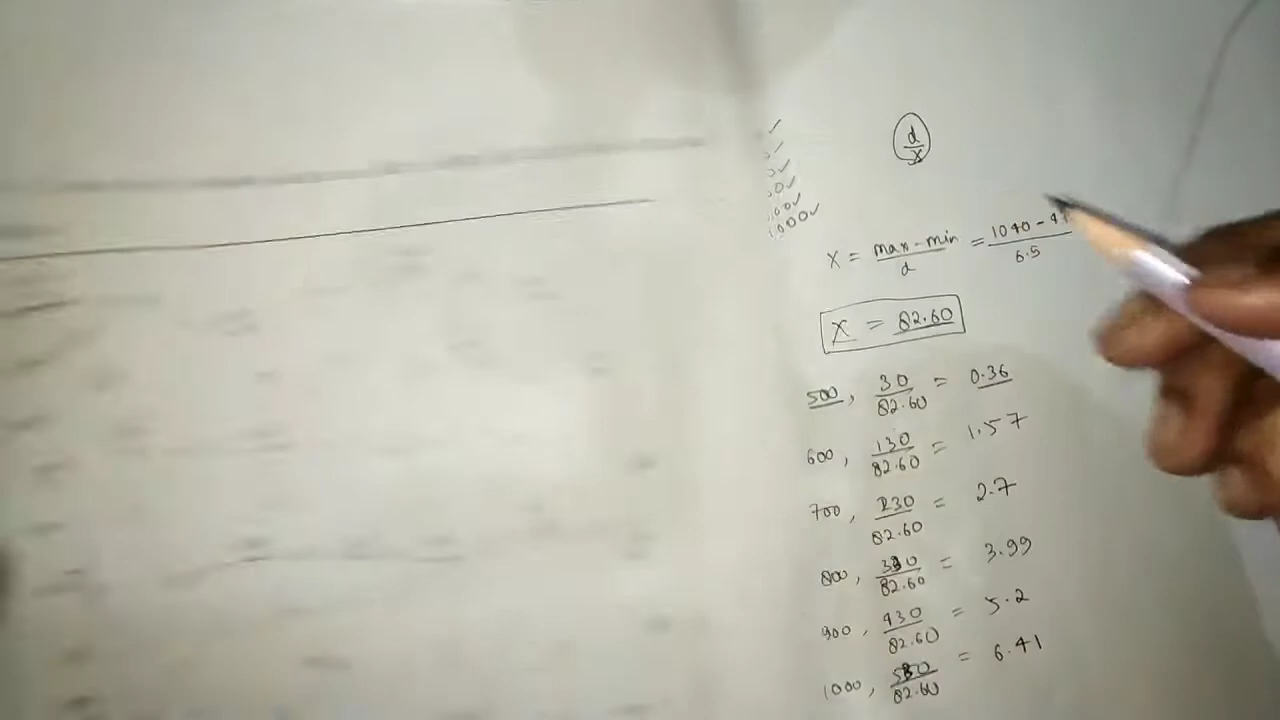 d/x
1000✓
x = max-min/d = 1040-4/6.5
x = 82.60
500, 30/82.60 = 0.36
600, 130/82.60 = 1.57
700, 230/82.60 = 2.7
800, 330/82.60 = 3.99
900, 430/82.60 = 5.2
1000, 530/82.60 = 6.41